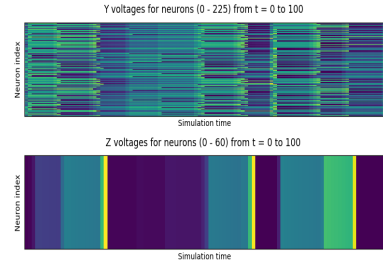 Y voltages for neurons (0 - 225) from t = 0 to 100
Neuron index
Simulation time
Z voltages for neurons (0 - 60) from t = 0 to 100
Neuron index
Simulation time